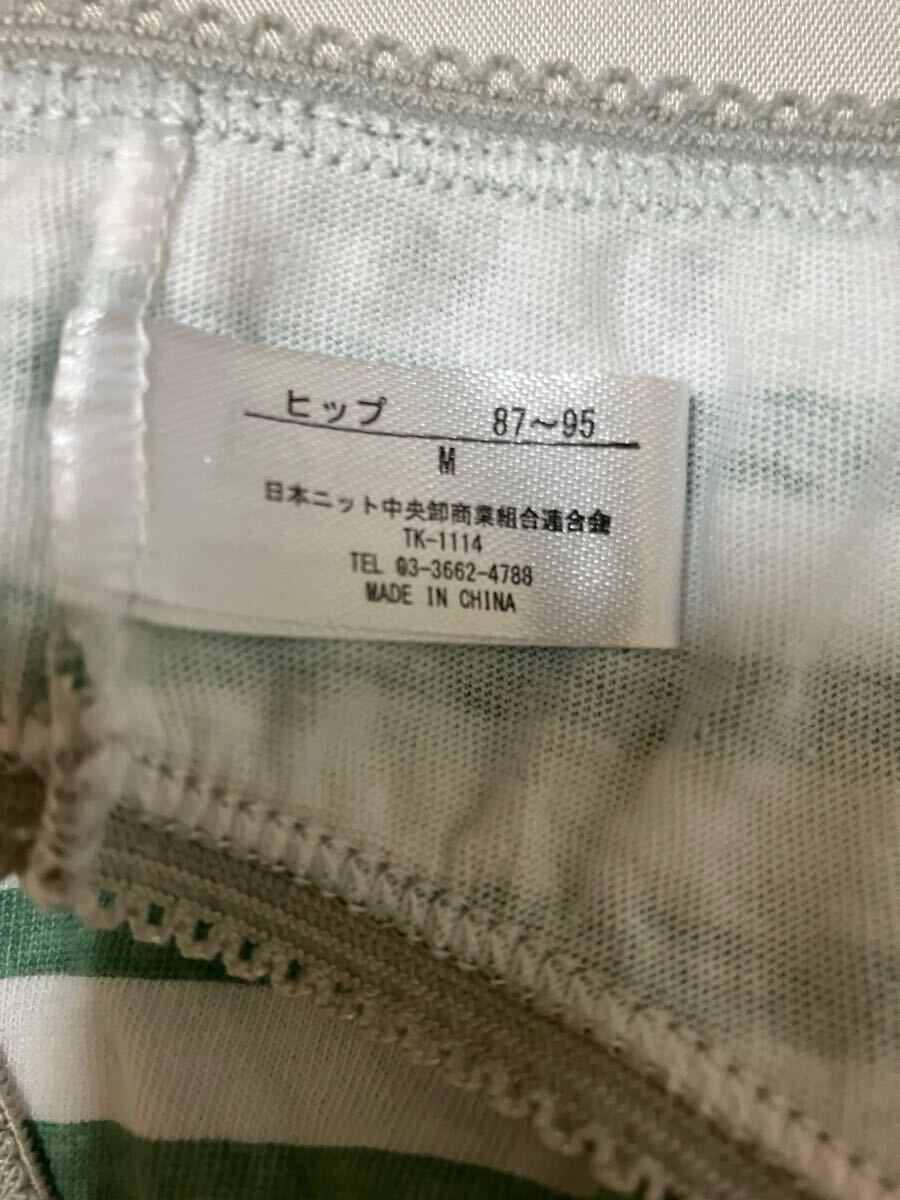 ヒップ 87～95
M
日本ニット中央卸商業組合連合会
TK-1114
TEL 03-3662-4788
MADE IN CHINA